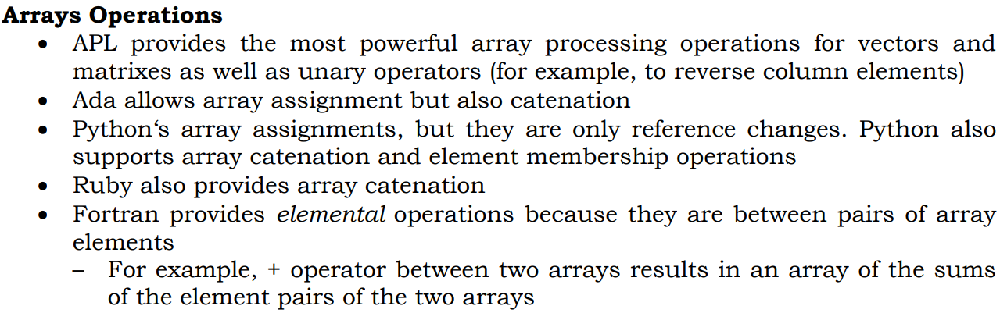 Arrays Operations
• APL provides the most powerful array processing operations for vectors and
matrixes as well as unary operators (for example, to reverse column elements)
• Ada allows array assignment but also catenation
• Python‘s array assignments, but they are only reference changes. Python also
supports array catenation and element membership operations
• Ruby also provides array catenation
• Fortran provides elemental operations because they are between pairs of array
elements
– For example, + operator between two arrays results in an array of the sums
of the element pairs of the two arrays